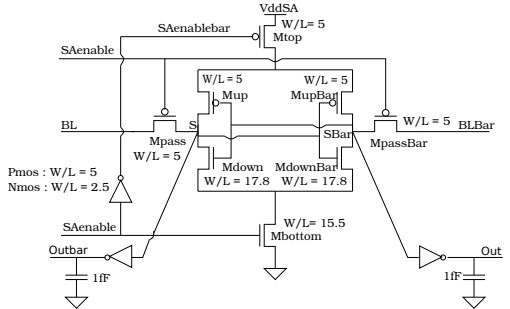 VddSA
W/L= 5
SAenablebar
Mtop
SAenable
W/L = 5
W/L = 5
Mup
MupBar
W/L = 5
BL
S
SBar
BLBar
Mpass
MpassBar
W/L = 5
Mdown
MdownBar
Pmos : W/L = 5
W/L = 17.8
W/L = 17.8
Nmos : W/L = 2.5
SAenable
W/L= 15.5
Mbottom
Outbar
Out
1fF
1fF